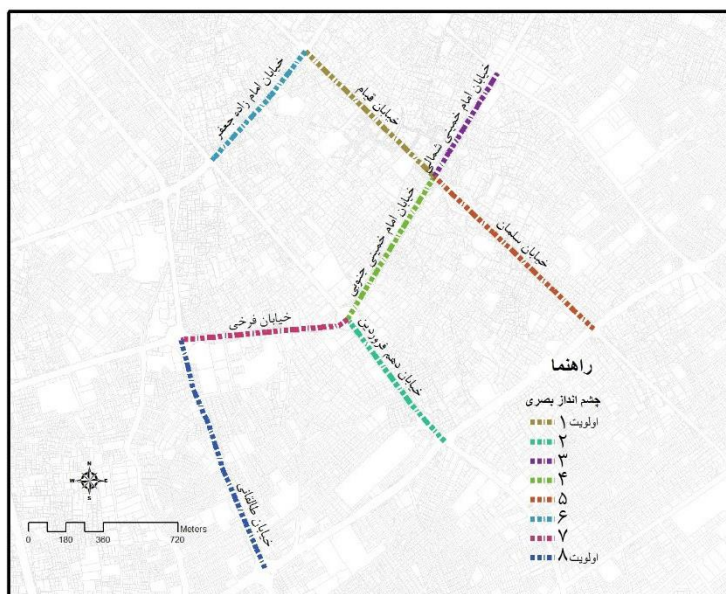 خیابان امام زاده جعفر
خیابان قیام
خیابان امام خمینی شمالی
خیابان امام خمینی جنوبی
خیابان سلمان
خیابان فرخی
خیابان دهم فروردین
خیابان طالقانی
راهنما
چشم انداز بصری
اولویت ۱
۲
۳
۴
۵
۶
۷
اولویت ۸
N
W E
S
Meters
0 180 360 720